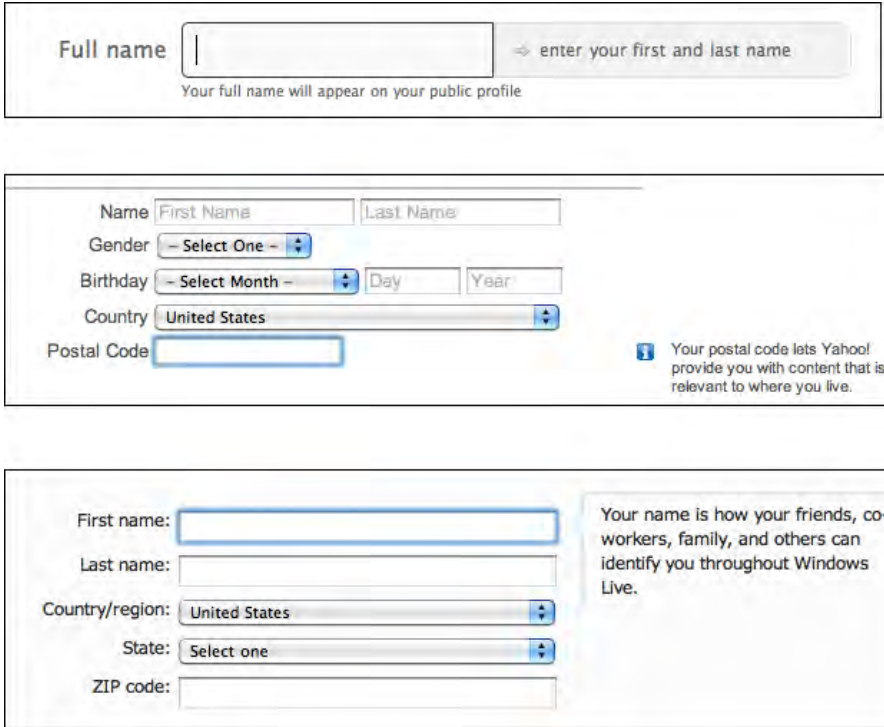 Full name ⇨ enter your first and last name
Your full name will appear on your public profile
Name First Name Last Name
Gender – Select One –
Birthday – Select Month – Day Year
Country United States
Postal Code
Your postal code lets Yahoo!
provide you with content that is
relevant to where you live.
First name:
Last name:
Country/region: United States
State: Select one
ZIP code:
Your name is how your friends, co-
workers, family, and others can
identify you throughout Windows
Live.